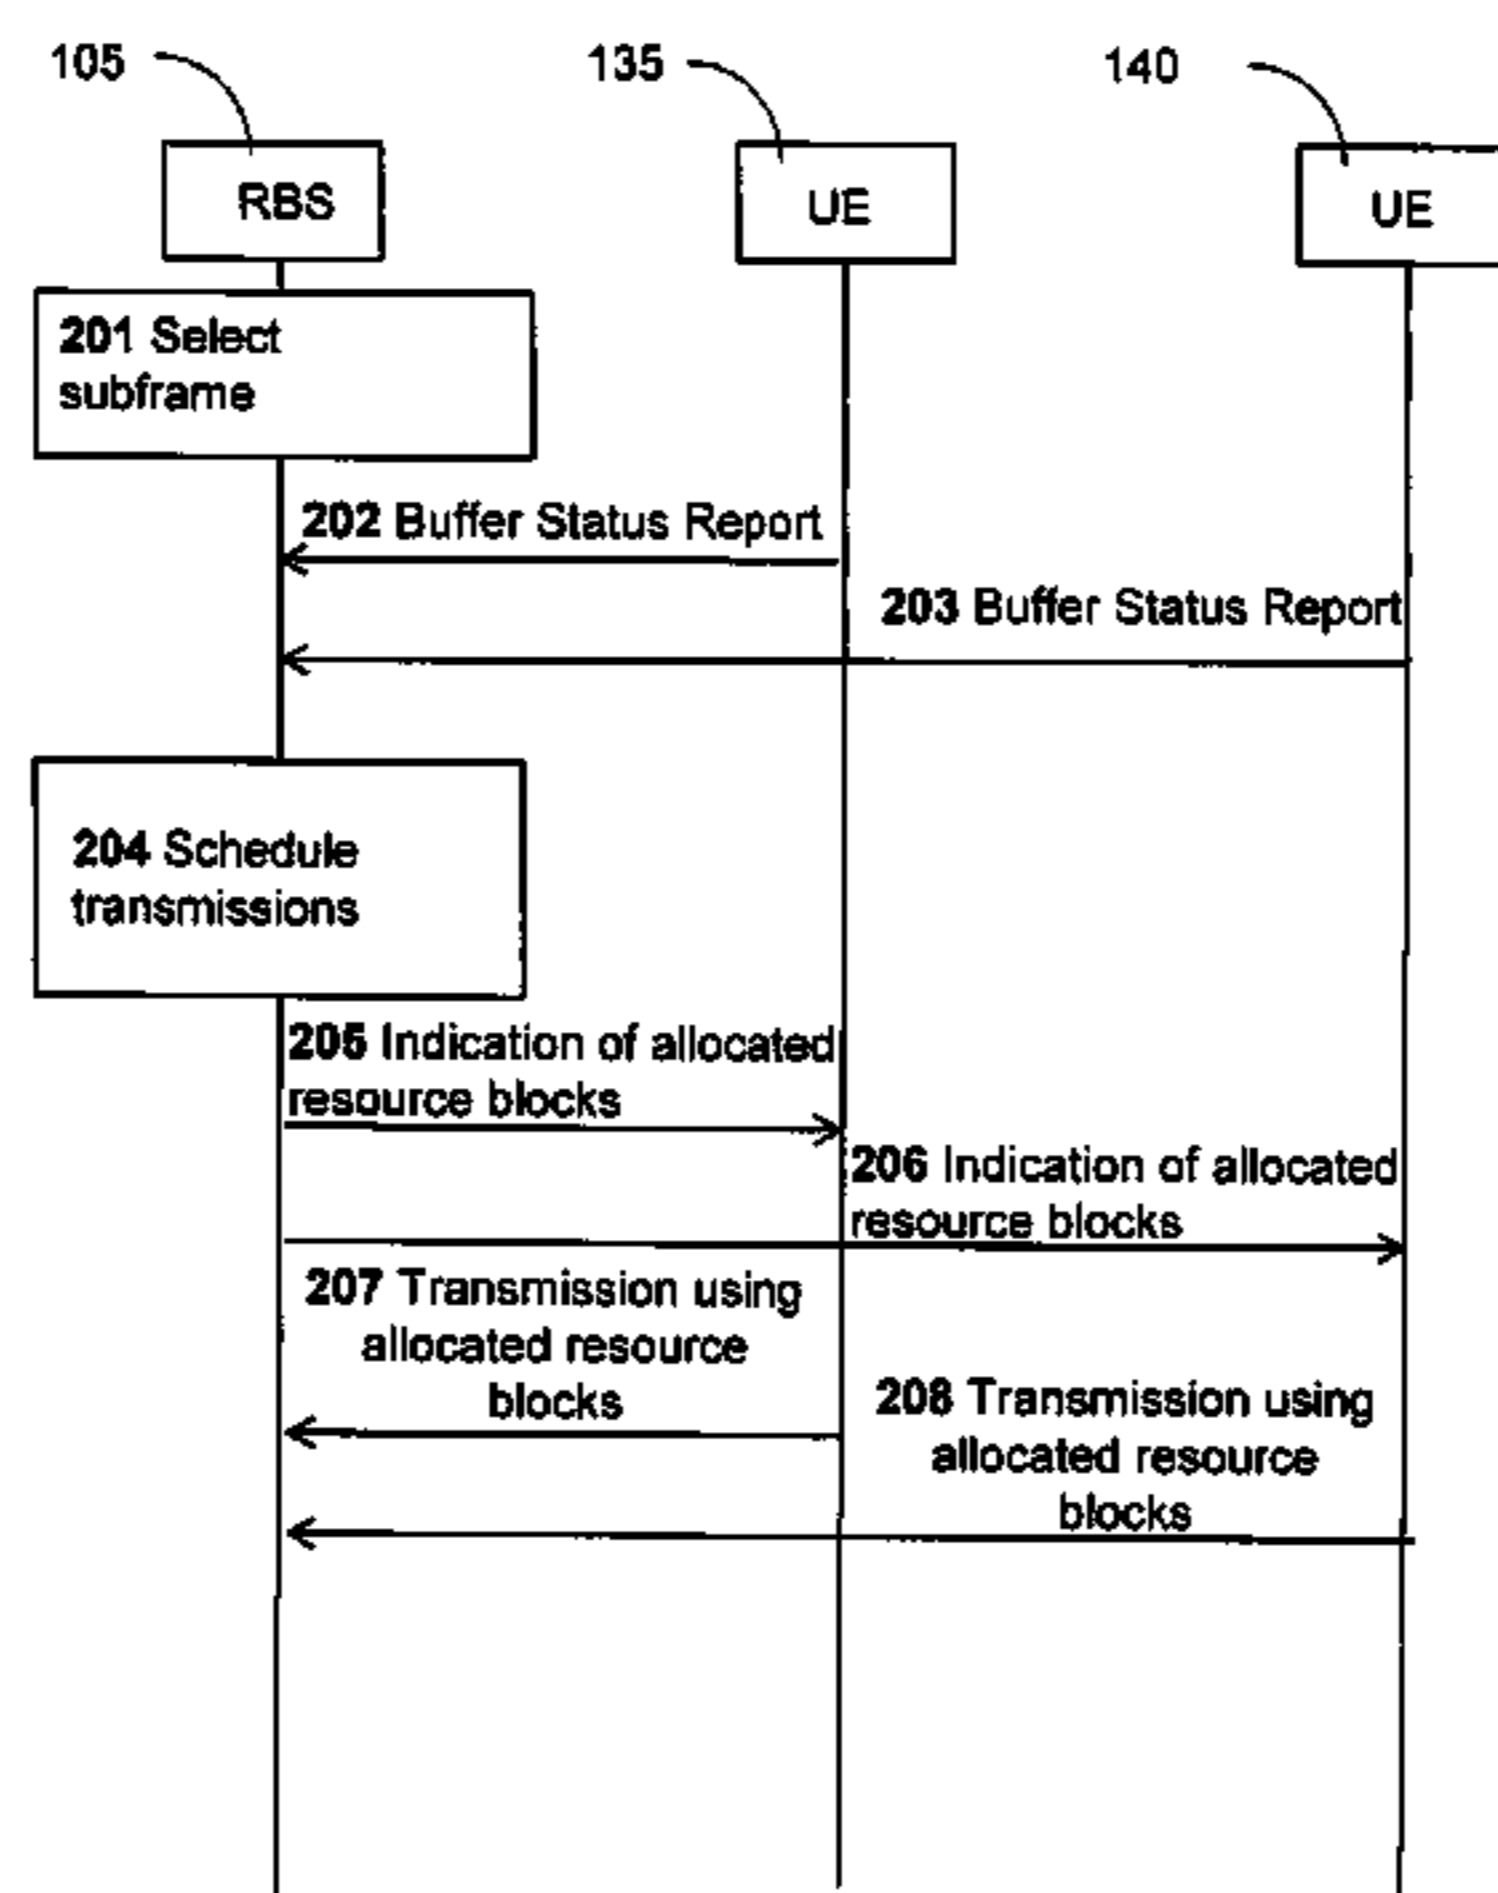 105
135
140
RBS
UE
UE
201 Select
subframe
202 Buffer Status Report
203 Buffer Status Report
204 Schedule
transmissions
205 Indication of allocated
resource blocks
206 Indication of allocated
resource blocks
207 Transmission using
allocated resource
blocks
208 Transmission using
allocated resource
blocks